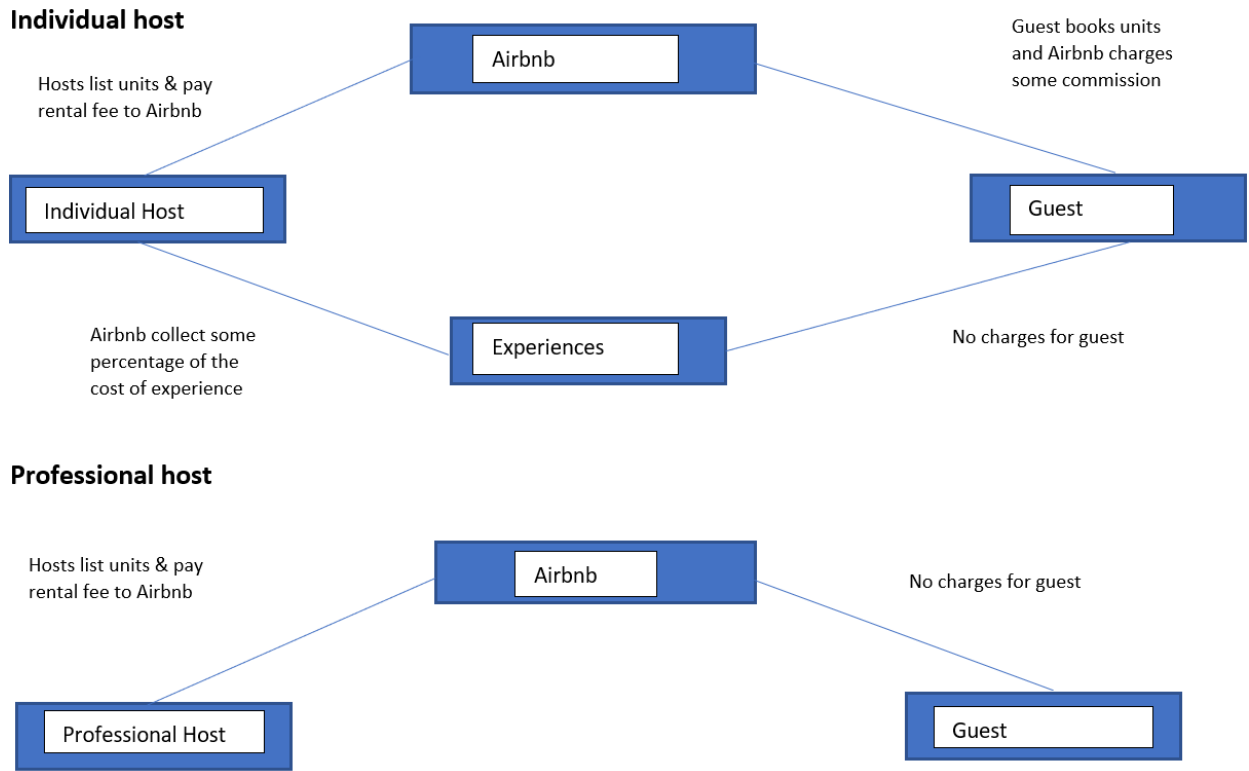 Individual host
Airbnb
Guest books units
and Airbnb charges
some commission
Hosts list units & pay
rental fee to Airbnb
Individual Host
Guest
Airbnb collect some
percentage of the
cost of experience
Experiences
No charges for guest
Professional host
Hosts list units & pay
rental fee to Airbnb
Airbnb
No charges for guest
Professional Host
Guest